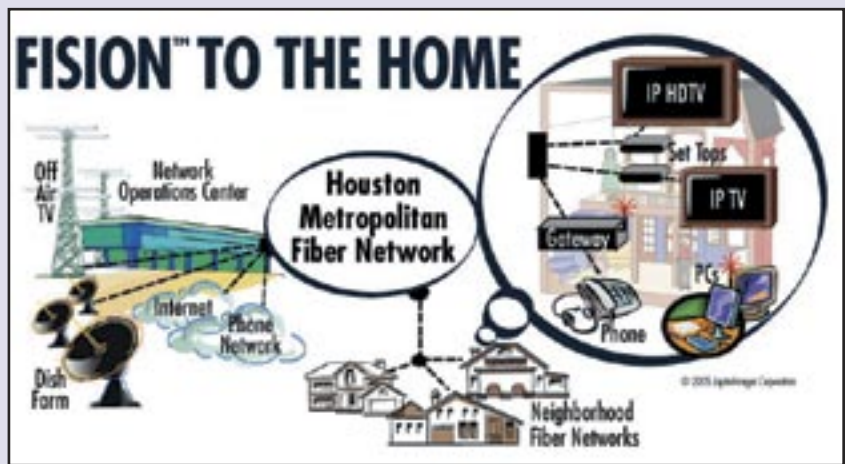 FISION™ TO THE HOME
Off
Air
TV
Network
Operations Center
Houston
Metropolitan
Fiber Network
IP HDTV
Set Tops
IP TV
Gateway
PCs
Phone
Internet
Phone
Network
Dish
Farm
Neighborhood
Fiber Networks
© 2005